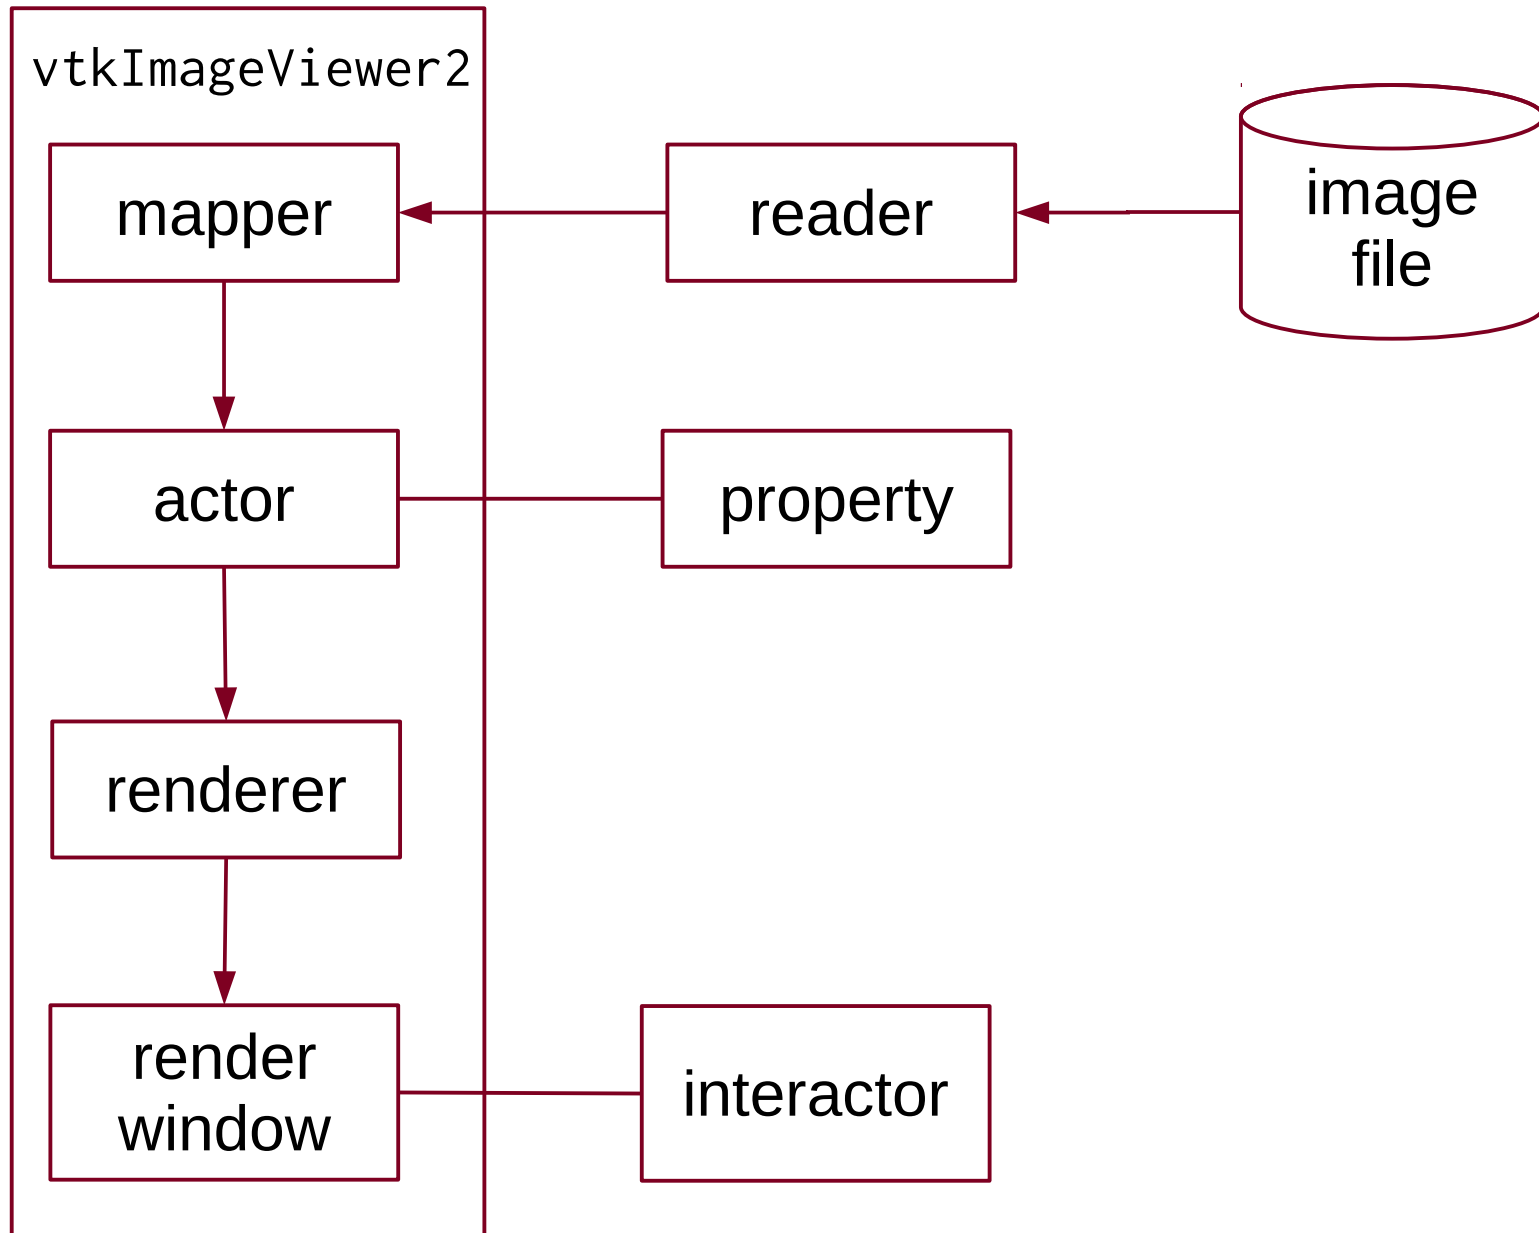 vtkImageViewer2
mapper
reader
image
file
actor
property
renderer
render
window
interactor